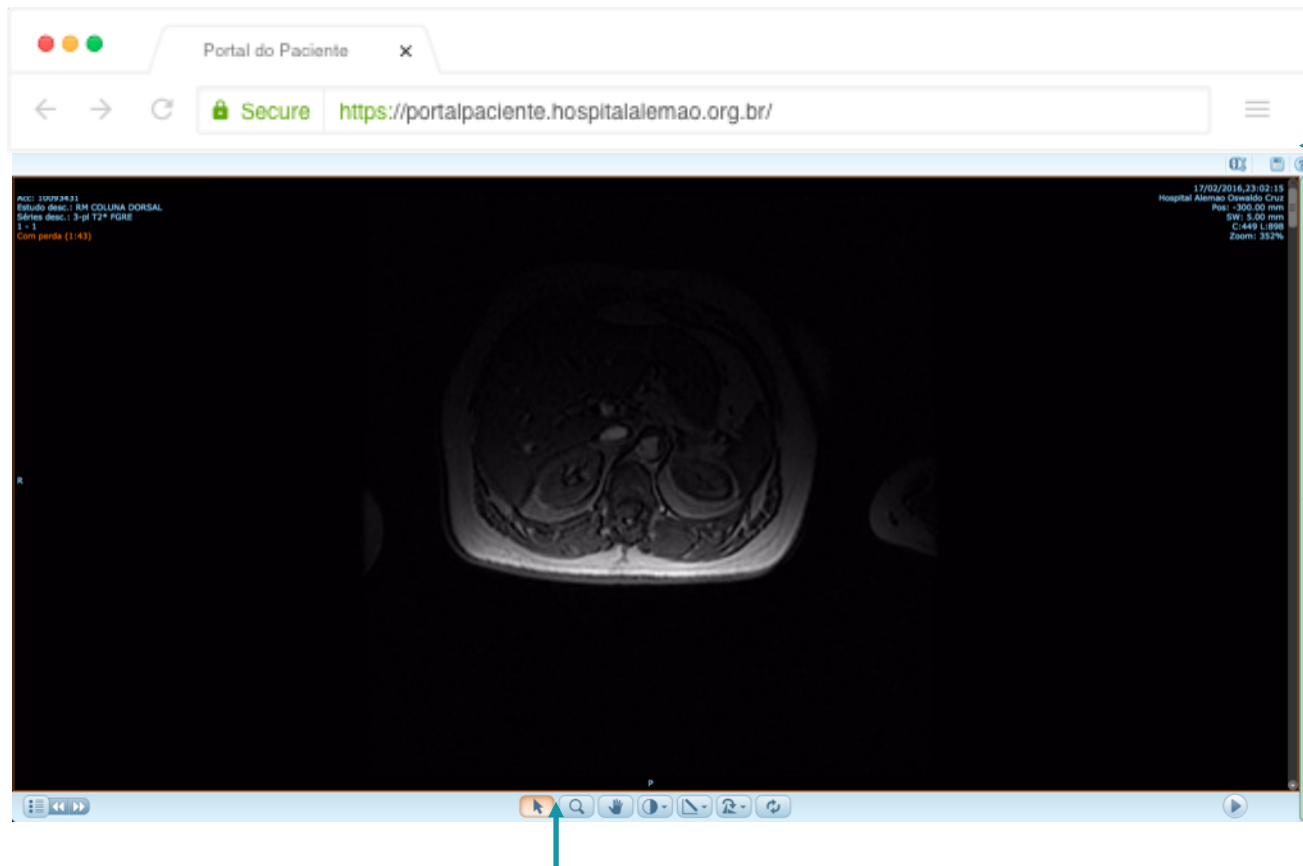 Portal do Paciente
Secure
https://portalpaciente.hospitalalemao.org.br/
Acc: 10093431
Estudo desc.: RM COLUNA DORSAL
Séries desc.: 3-pl T2* FGRE
1 - 1
Com perda (1:43)
17/02/2016,23:02:15
Hospital Alemao Oswaldo Cruz
Pos: -300.00 mm
SW: 5.00 mm
C:449 L:898
Zoom: 352%
R
P